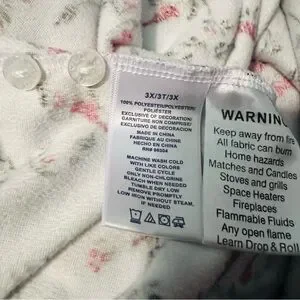 3X/3T/3X
100% POLYESTER/POLYESTER/
POLIESTER
EXCLUSIVE OF DECORATION/
GARNITURE NON COMPRISE/
EXCLUSIVO DE DECORACION
MADE IN CHINA
FABRIQUE AU CHINE
HECHO EN CHINA
RN# 96304
MACHINE WASH COLD
WITH LIKE COLORS
GENTLE CYCLE
ONLY NON-CHLORINE
BLEACH WHEN NEEDED
TUMBLE DRY LOW
LOW IRON WITHOUT STEAM,
IF NEEDED
WARNING
Keep away from fire
All fabric can burn
Home hazards
Matches and Candles
Stoves and grills
Space Heaters
Fireplaces
Flammable Fluids
Any open flame
Learn Drop & Roll